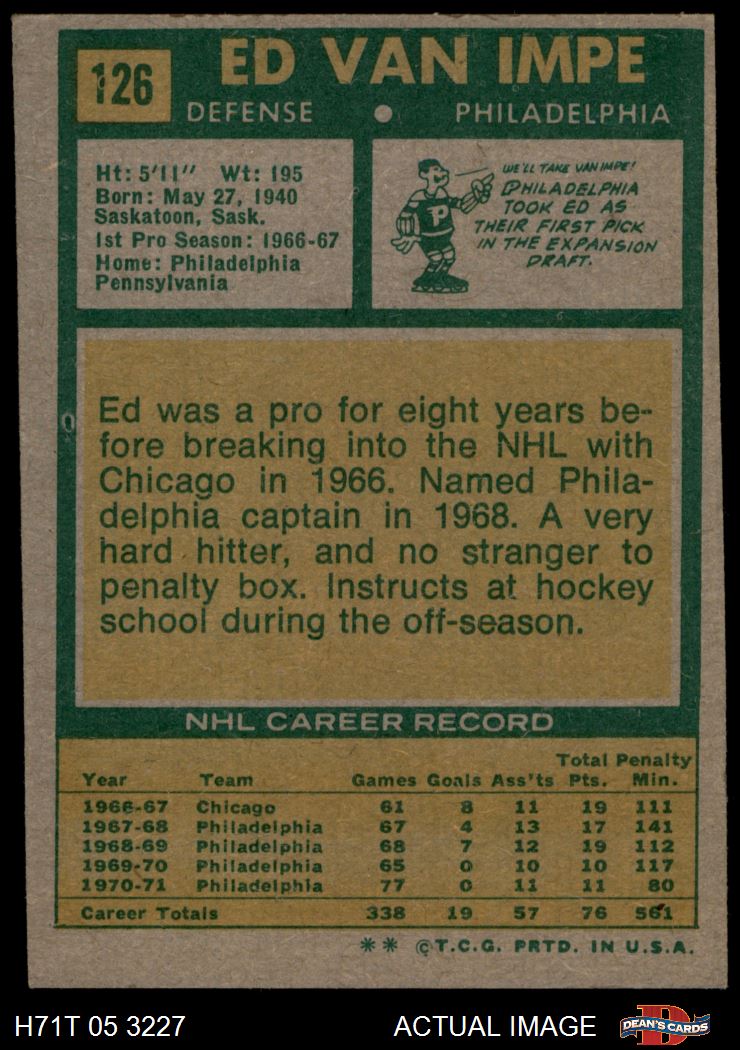 126
ED VAN IMPE
DEFENSE • PHILADELPHIA
Ht: 5'11" Wt: 195
Born: May 27, 1940
Saskatoon, Sask.
1st Pro Season: 1966-67
Home: Philadelphia
Pennsylvania
WE'LL TAKE VAN IMPE!
PHILADELPHIA
TOOK ED AS
THEIR FIRST PICK
IN THE EXPANSION
DRAFT.
P
Ed was a pro for eight years be-
fore breaking into the NHL with
Chicago in 1966. Named Phila-
delphia captain in 1968. A very
hard hitter, and no stranger to
penalty box. Instructs at hockey
school during the off-season.
NHL CAREER RECORD
Total Penalty
Year Team Games Goals Ass'ts Pts. Min.
1966-67 Chicago 61 8 11 19 111
1967-68 Philadelphia 67 4 13 17 141
1968-69 Philadelphia 68 7 12 19 112
1969-70 Philadelphia 65 0 10 10 117
1970-71 Philadelphia 77 0 11 11 80
Career Totals 338 19 57 76 561
** © T.C.G. PRTD. IN U.S.A.
H71T 05 3227 ACTUAL IMAGE
D
DEAN'S CARDS